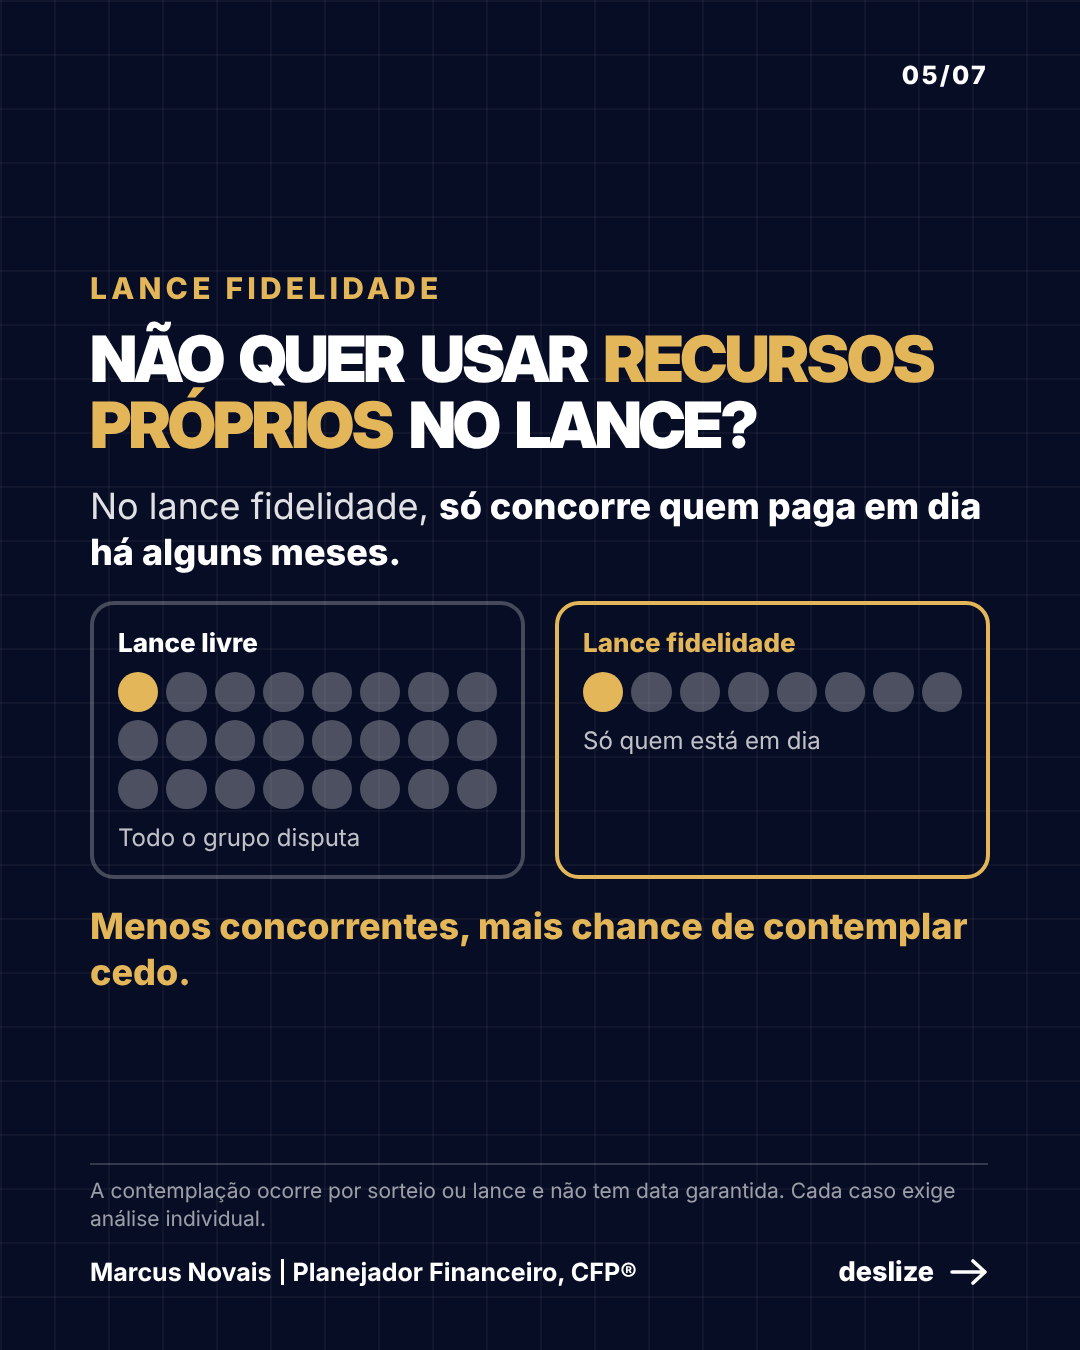 05/07
LANCE FIDELIDADE
NÃO QUER USAR RECURSOS
PRÓPRIOS NO LANCE?
No lance fidelidade, só concorre quem paga em dia
há alguns meses.
Lance livre
Todo o grupo disputa
Lance fidelidade
Só quem está em dia
Menos concorrentes, mais chance de contemplar
cedo.
A contemplação ocorre por sorteio ou lance e não tem data garantida. Cada caso exige
análise individual.
Marcus Novais | Planejador Financeiro, CFP®
deslize →